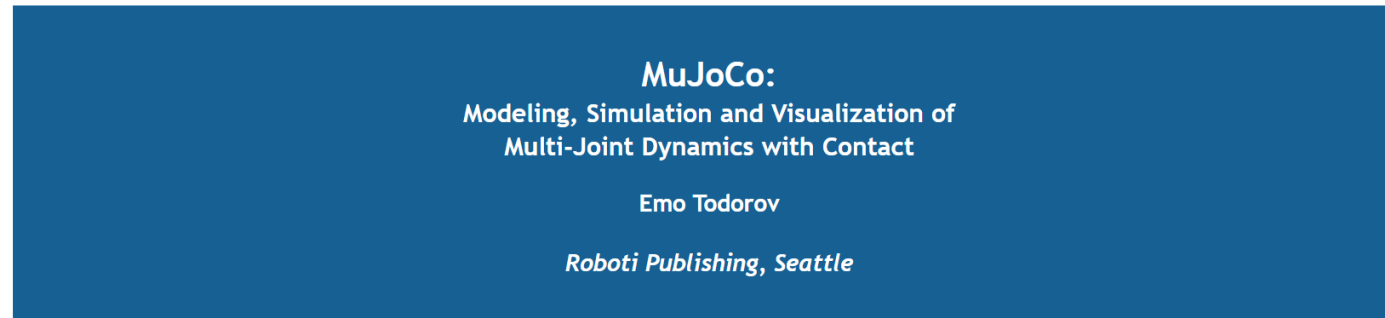 MuJoCo:
Modeling, Simulation and Visualization of
Multi-Joint Dynamics with Contact
Emo Todorov
Roboti Publishing, Seattle